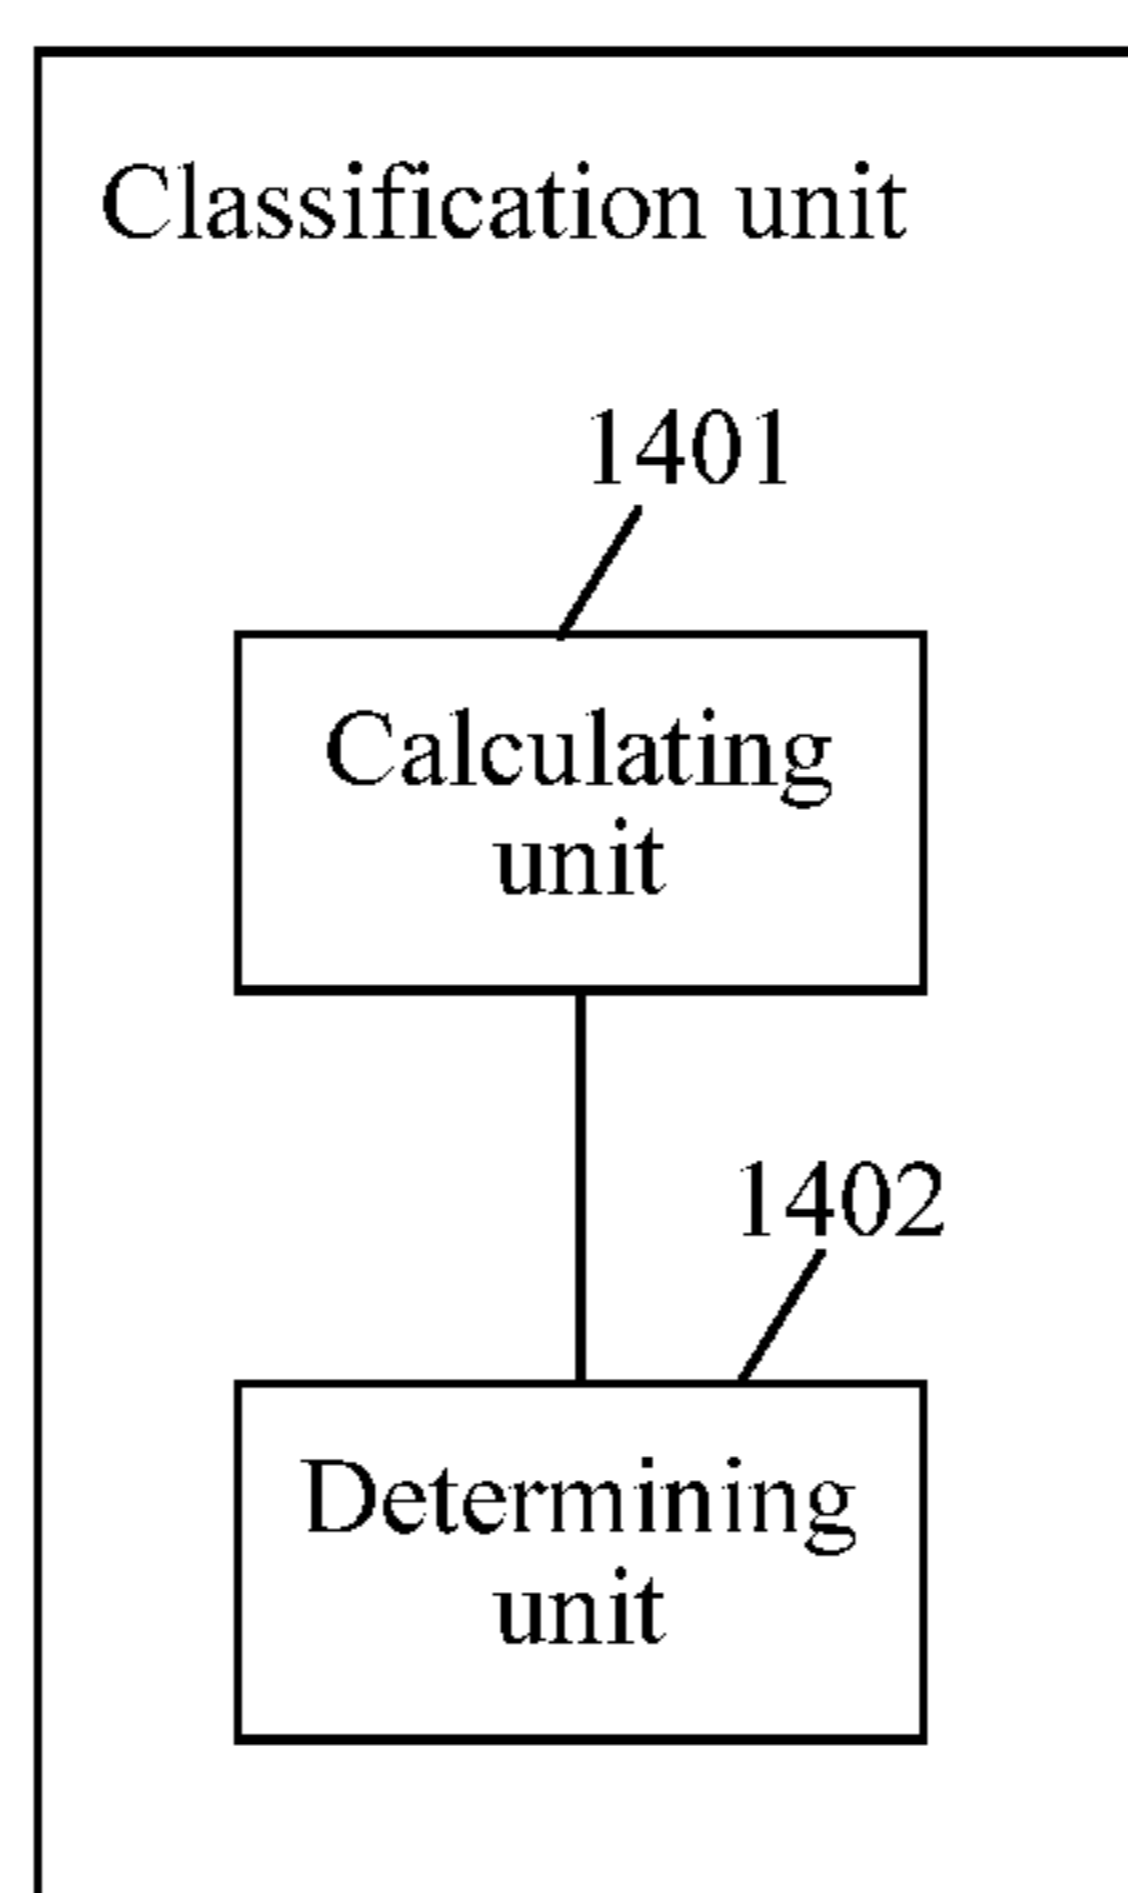 Classification unit
1401
Calculating
unit
1402
Determining
unit